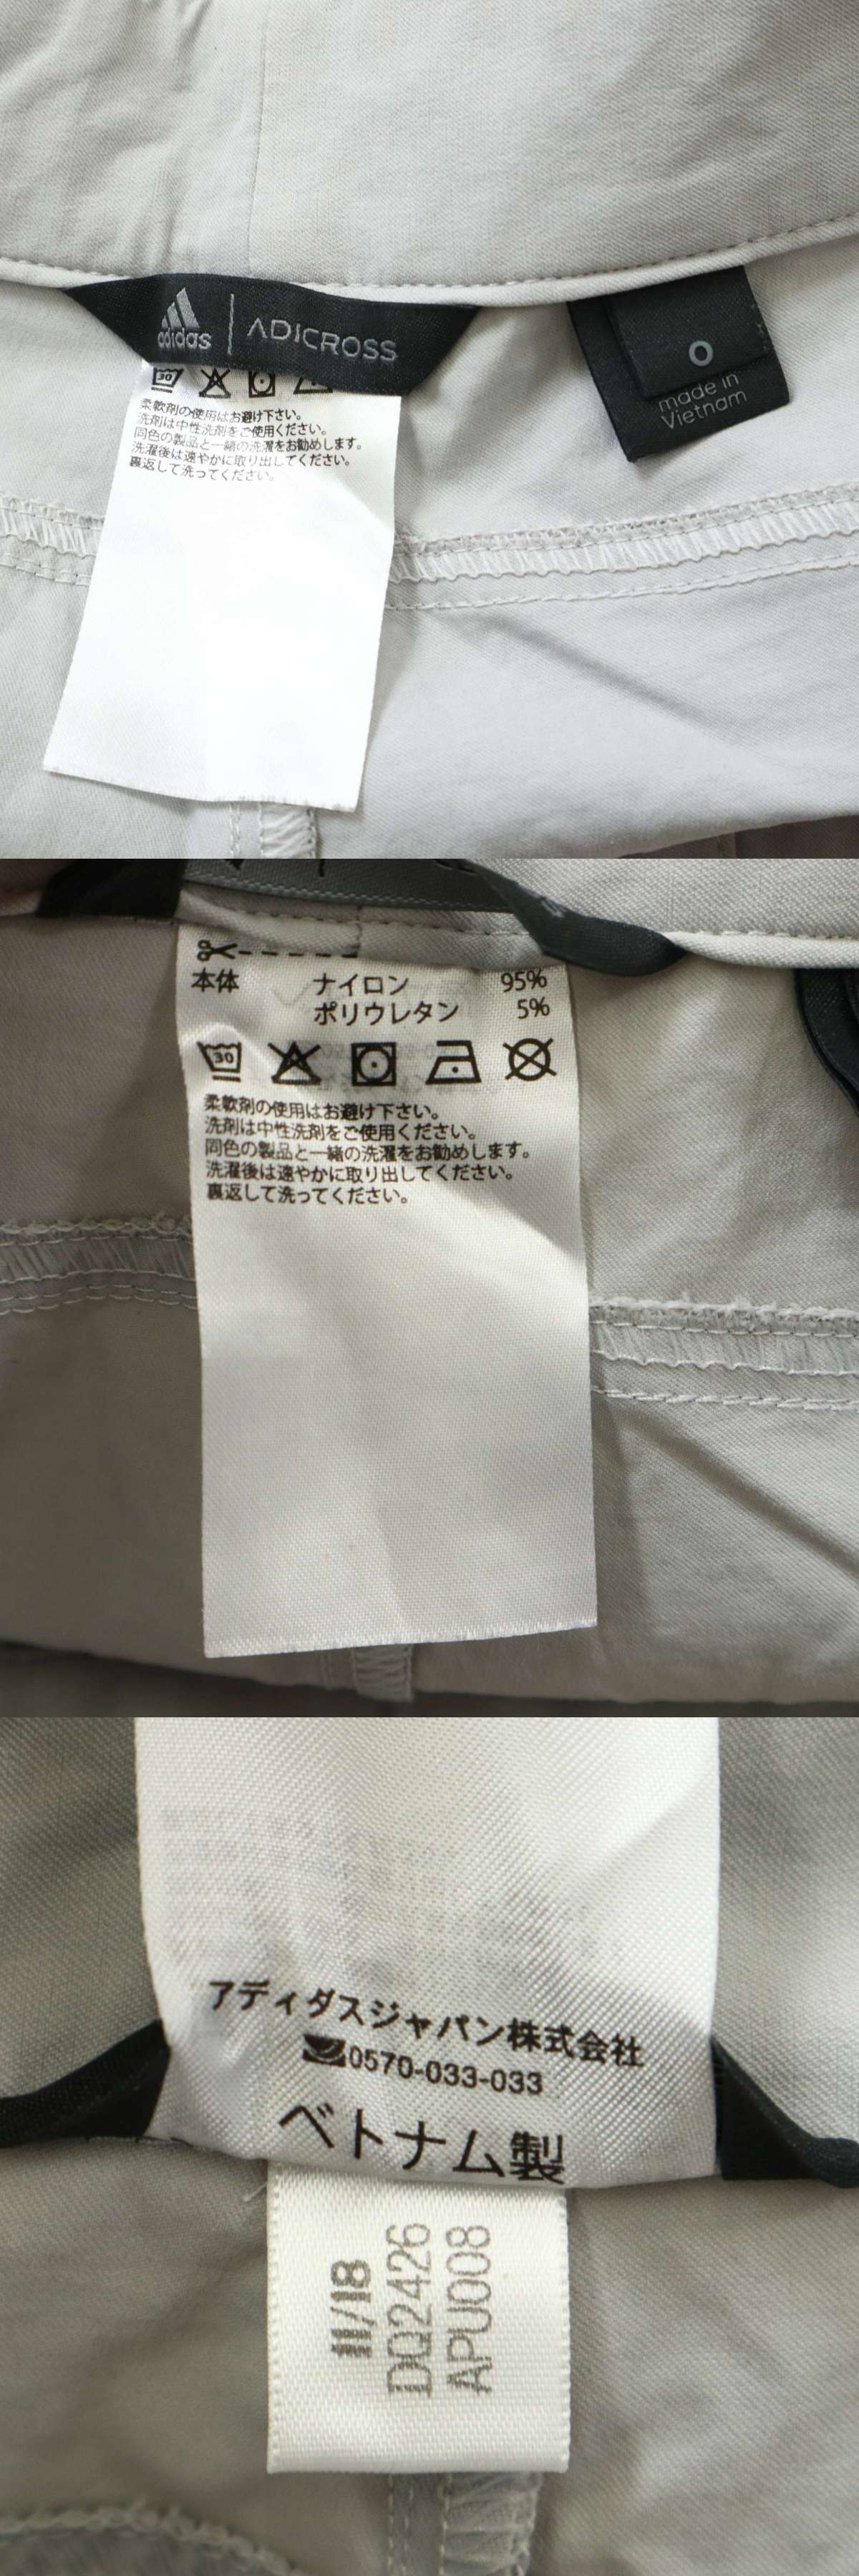 adidas
ADICROSS
O
made in
Vietnam
30
柔軟剤の使用はお避け下さい。
洗剤は中性洗剤をご使用ください。
同色の製品と一緒の洗濯をお勧めします。
洗濯後は速やかに取り出してください。
裏返して洗ってください。
本体 ナイロン 95%
ポリウレタン 5%
30
柔軟剤の使用はお避け下さい。
洗剤は中性洗剤をご使用ください。
同色の製品と一緒の洗濯をお勧めします。
洗濯後は速やかに取り出してください。
裏返して洗ってください。
アディダスジャパン株式会社
0570-033-033
ベトナム製
11/18
DQ2426
APU008